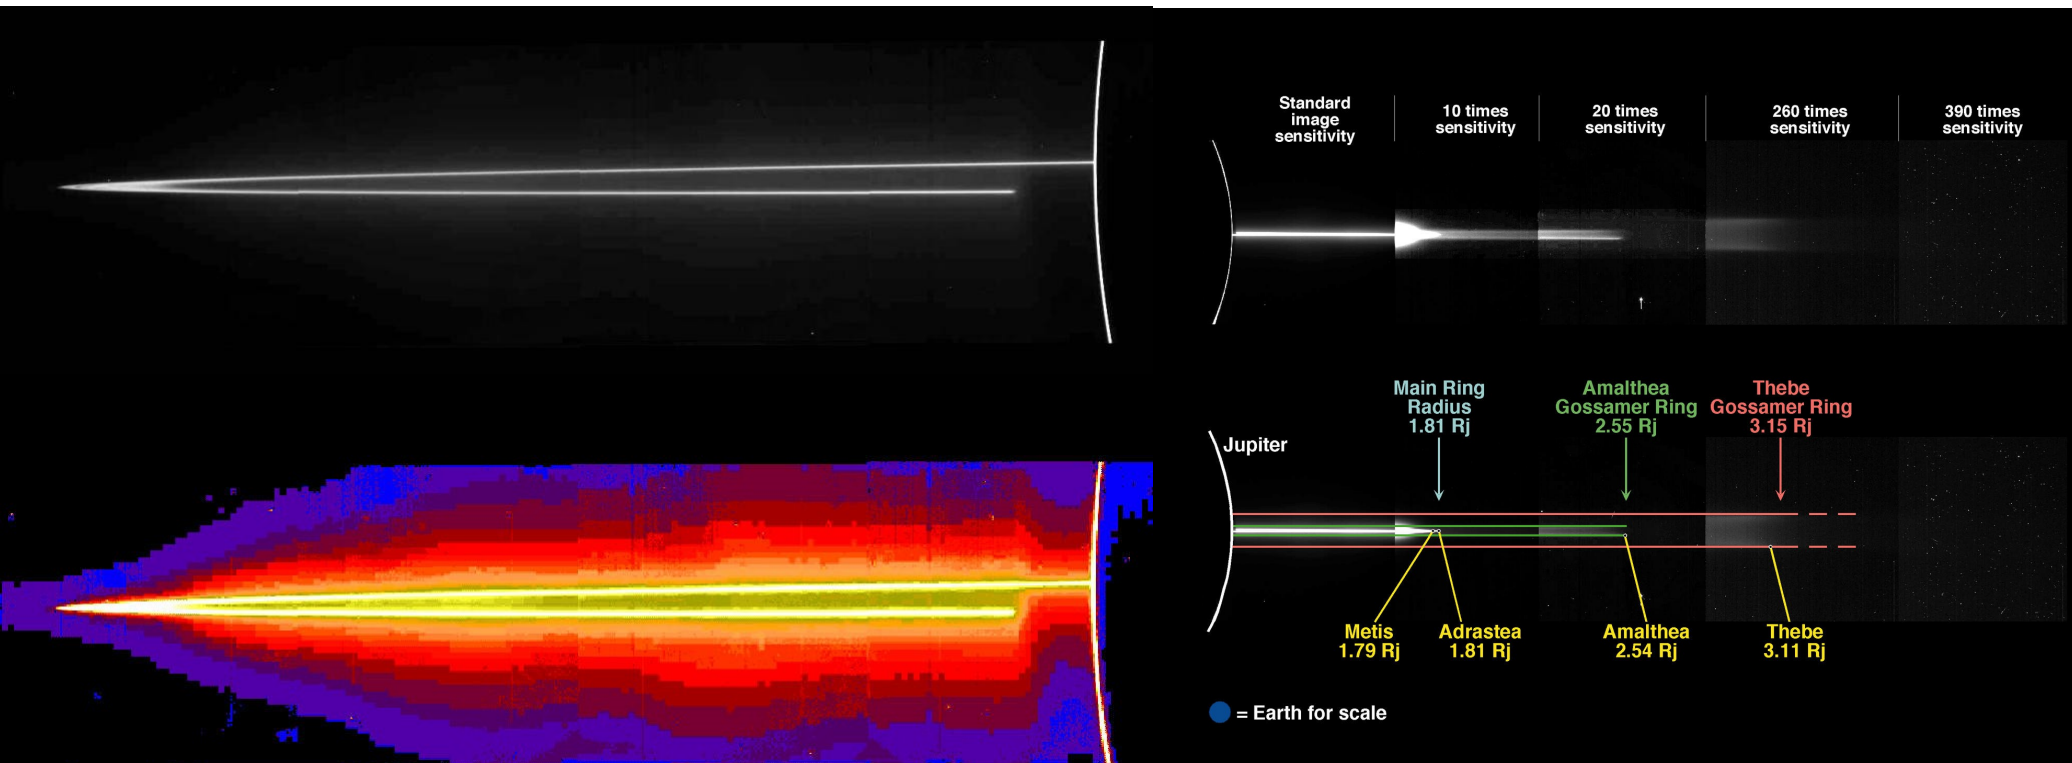 Standard
image
sensitivity
10 times
sensitivity
20 times
sensitivity
260 times
sensitivity
390 times
sensitivity
Main Ring
Radius
1.81 Rj
Amalthea
Gossamer Ring
2.55 Rj
Thebe
Gossamer Ring
3.15 Rj
Jupiter
Metis
1.79 Rj
Adrastea
1.81 Rj
Amalthea
2.54 Rj
Thebe
3.11 Rj
= Earth for scale